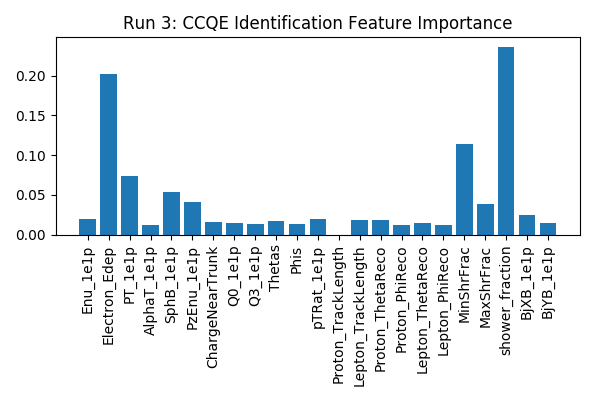 Run 3: CCQE Identification Feature Importance
0.20
0.15
0.10
0.05
0.00
Enu_1e1p
Electron_Edep
PT_1e1p
AlphaT_1e1p
SphB_1e1p
PzEnu_1e1p
ChargeNearTrunk
Q0_1e1p
Q3_1e1p
Thetas
Phis
pTRat_1e1p
Proton_TrackLength
Lepton_TrackLength
Proton_ThetaReco
Proton_PhiReco
Lepton_ThetaReco
Lepton_PhiReco
MinShrFrac
MaxShrFrac
shower_fraction
BjXB_1e1p
BjYB_1e1p